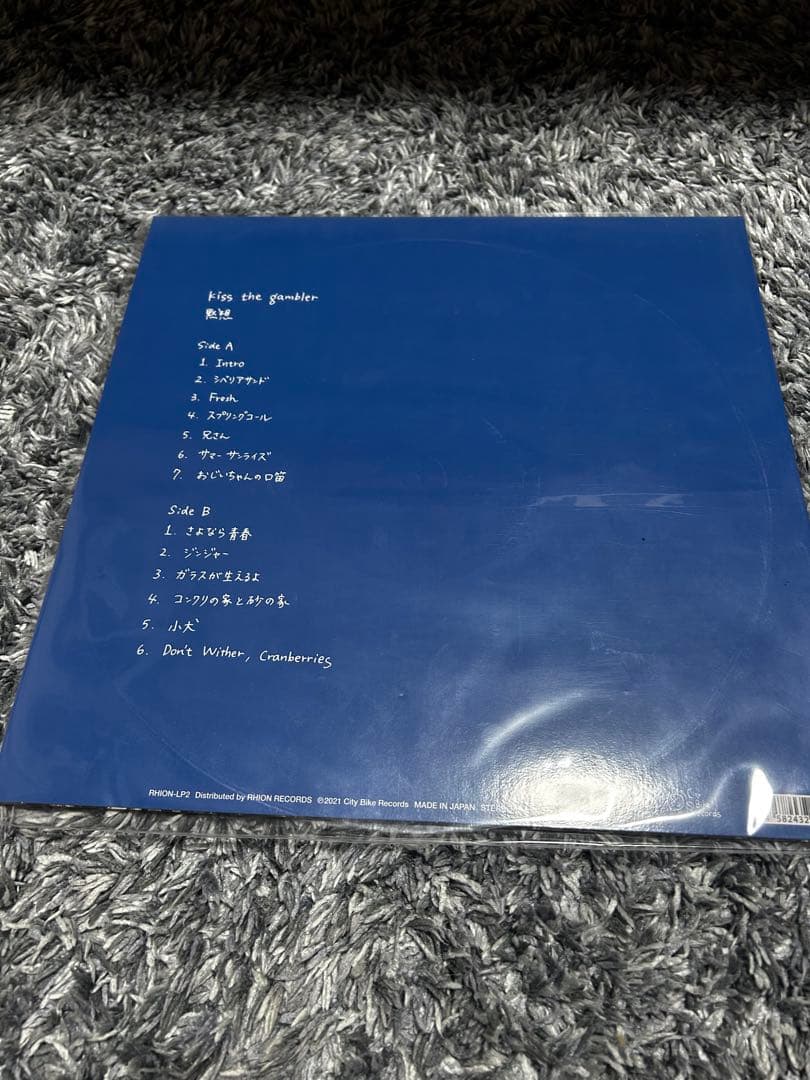 kiss the gambler
黙想
Side A
1. Intro
2. シベリアサンド
3. Fresh
4. スプリングコール
5. 兄さん
6. サマー サンライズ
7. おじいちゃんの口笛
Side B
1. さよなら青春
2. ジンジャー
3. ガラスが生えるよ
4. コンクリの家と砂の家
5. 小犬
6. Don't Wither, Cranberries
RHION-LP2 Distributed by RHION RECORDS ©2021 City Bike Records MADE IN JAPAN
582432